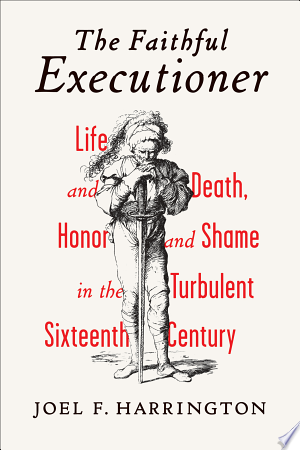 The Faithful
Executioner
Life
and Death,
Honor and Shame
in the Turbulent
Sixteenth Century
JOEL F. HARRINGTON